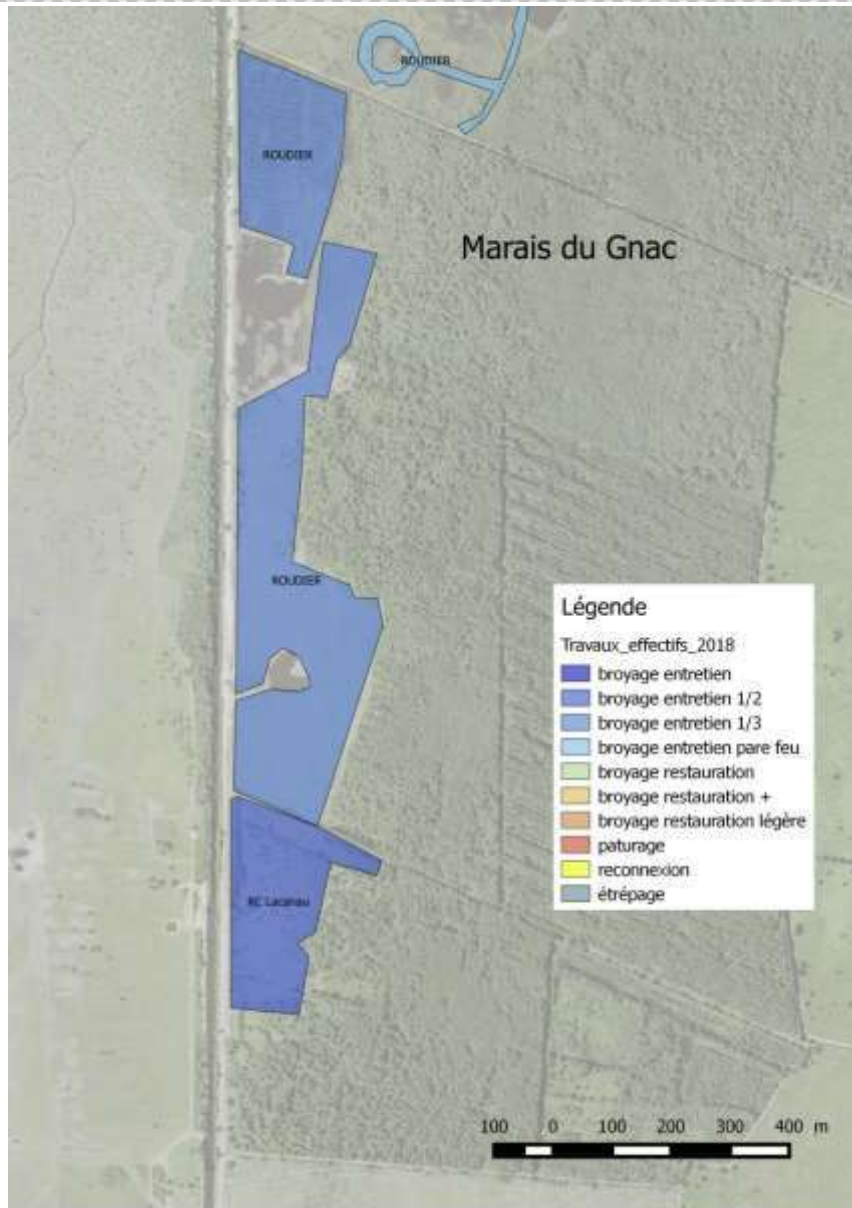 ROUDIER
ROUDIER
Marais du Gnac
ROUDIER
Légende
Travaux_effectifs_2018
broyage entretien
broyage entretien 1/2
broyage entretien 1/3
broyage entretien pare feu
broyage restauration
broyage restauration +
broyage restauration légère
paturage
reconnexion
étrépage
RC Lacanau
100 0 100 200 300 400 m